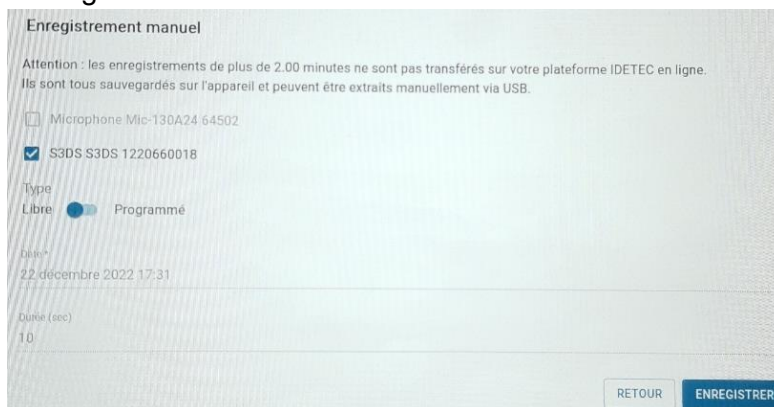 Enregistrement manuel
Attention : les enregistrements de plus de 2.00 minutes ne sont pas transférés sur votre plateforme IDETEC en ligne.
Ils sont tous sauvegardés sur l'appareil et peuvent être extraits manuellement via USB.
Microphone Mic-130A24 64502
S3DS S3DS 1220660018
Type
Libre Programmé
Date *
22 décembre 2022 17:31
Durée (sec)
10
RETOUR ENREGISTRER